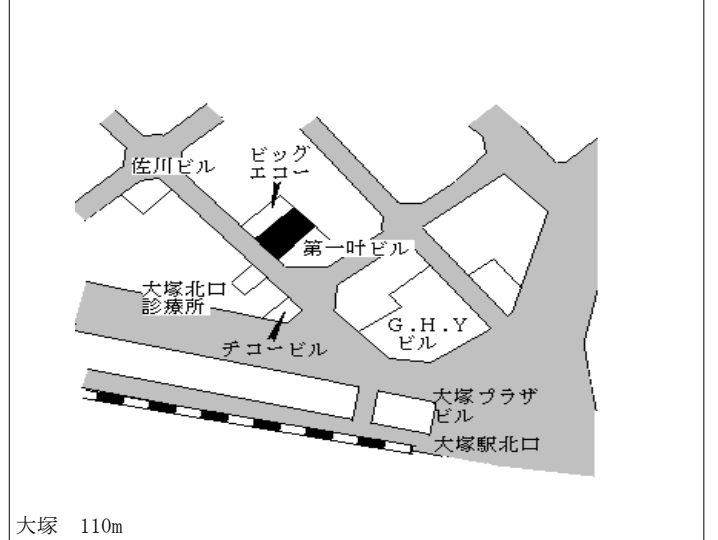 ビッグ
エコー
佐川ビル
第一叶ビル
大塚北口
診療所
チコービル
G.H.Y
ビル
大塚プラザ
ビル
大塚駅北口
大塚 110m